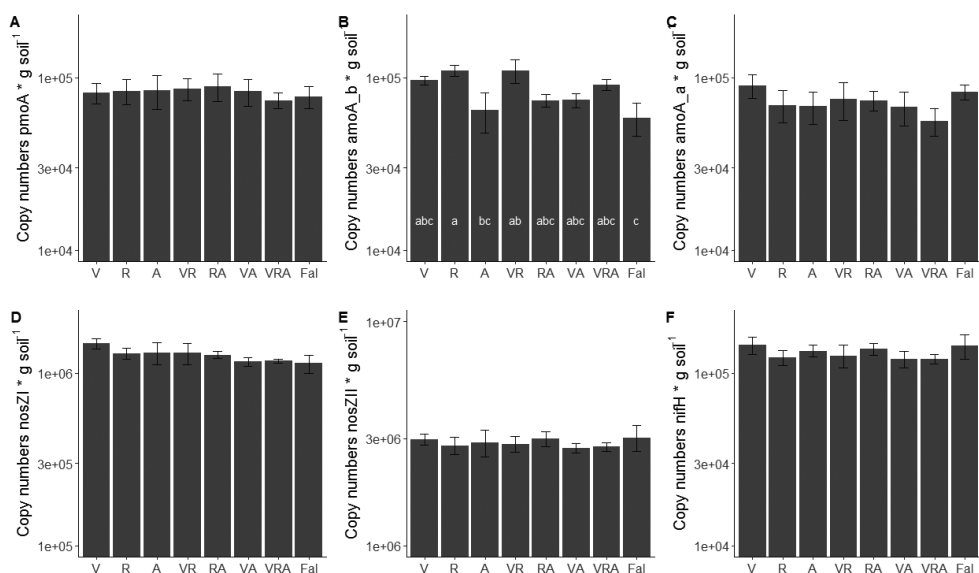 A
Copy numbers pmoA * g soil⁻¹
1e+05
3e+04
1e+04
V R A VR RA VA VRA Fal
B
Copy numbers amoA_b * g soil⁻¹
1e+05
3e+04
1e+04
abc a bc ab abc abc abc c
V R A VR RA VA VRA Fal
C
Copy numbers amoA_a * g soil⁻¹
1e+05
3e+04
1e+04
V R A VR RA VA VRA Fal
D
Copy numbers nosZI * g soil⁻¹
1e+06
3e+05
1e+05
V R A VR RA VA VRA Fal
E
Copy numbers nosZII * g soil⁻¹
1e+07
3e+06
1e+06
V R A VR RA VA VRA Fal
F
Copy numbers nifH * g soil⁻¹
1e+05
3e+04
1e+04
V R A VR RA VA VRA Fal